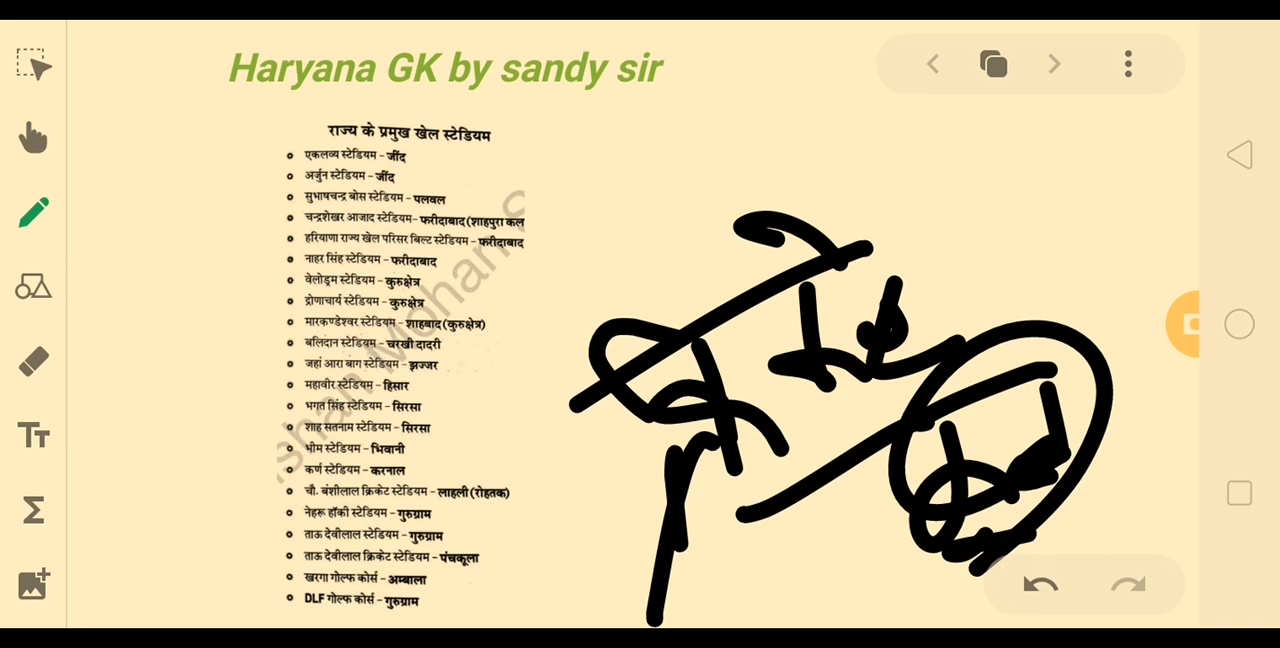 Haryana GK by sandy sir
राज्य के प्रमुख खेल स्टेडियम
एकलव्य स्टेडियम – जींद
अर्जुन स्टेडियम – जींद
सुभाषचन्द्र बोस स्टेडियम – पलवल
चन्द्रशेखर आजाद स्टेडियम – फरीदाबाद (शाहपुरा कल
हरियाणा राज्य खेल परिसर बिल्ट स्टेडियम – फरीदाबाद
नाहर सिंह स्टेडियम – फरीदाबाद
वेलोड्रम स्टेडियम – कुरुक्षेत्र
द्रोणाचार्य स्टेडियम – कुरुक्षेत्र
मारकण्डेश्वर स्टेडियम – शाहबाद (कुरुक्षेत्र)
बलिदान स्टेडियम – चरखी दादरी
जहां आरा बाग स्टेडियम – झज्जर
महावीर स्टेडियम – हिसार
भगत सिंह स्टेडियम – सिरसा
शाह सतनाम स्टेडियम – सिरसा
भीम स्टेडियम – भिवानी
कर्ण स्टेडियम – करनाल
चौ. बंशीलाल क्रिकेट स्टेडियम – लाहली (रोहतक)
नेहरू हॉकी स्टेडियम – गुरुग्राम
ताऊ देवीलाल स्टेडियम – गुरुग्राम
ताऊ देवीलाल क्रिकेट स्टेडियम – पंचकूला
खरगा गोल्फ कोर्स – अम्बाला
DLF गोल्फ कोर्स – गुरुग्राम